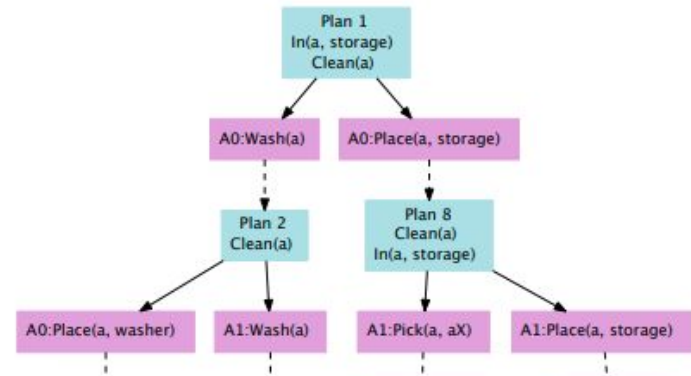 Plan 1
In(a, storage)
Clean(a)
A0:Wash(a)
A0:Place(a, storage)
Plan 2
Clean(a)
Plan 8
Clean(a)
In(a, storage)
A0:Place(a, washer)
A1:Wash(a)
A1:Pick(a, aX)
A1:Place(a, storage)